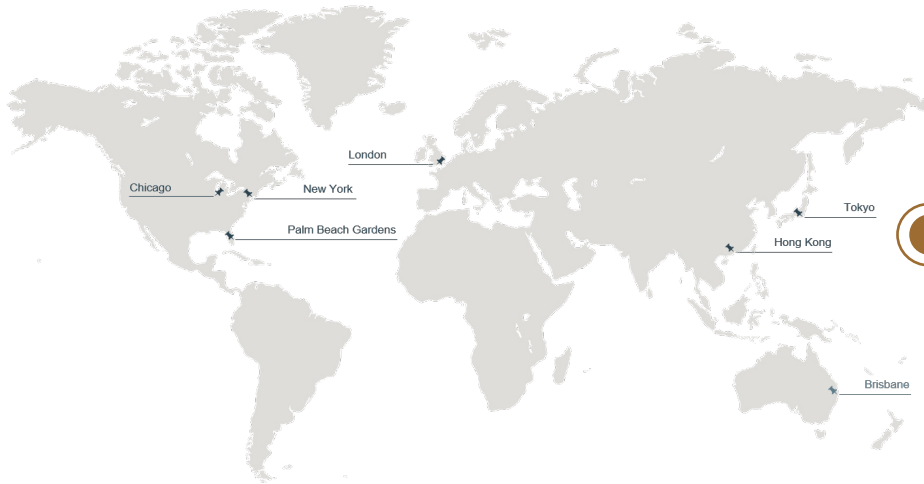 London
Chicago
New York
Tokyo
Palm Beach Gardens
Hong Kong
Brisbane